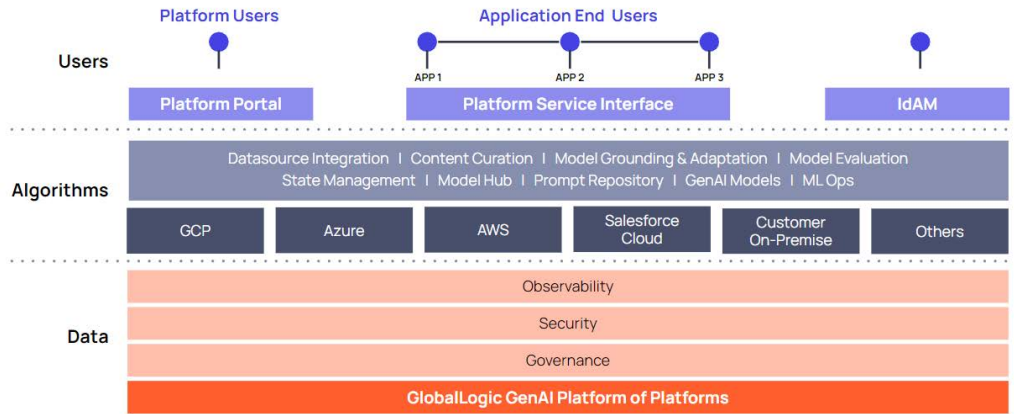 Platform Users
Application End Users
Users
APP 1
APP 2
APP 3
Platform Portal
Platform Service Interface
IdAM
Algorithms
Datasource Integration | Content Curation | Model Grounding & Adaptation | Model Evaluation
State Management | Model Hub | Prompt Repository | GenAI Models | ML Ops
GCP
Azure
AWS
Salesforce
Cloud
Customer
On-Premise
Others
Data
Observability
Security
Governance
GlobalLogic GenAI Platform of Platforms